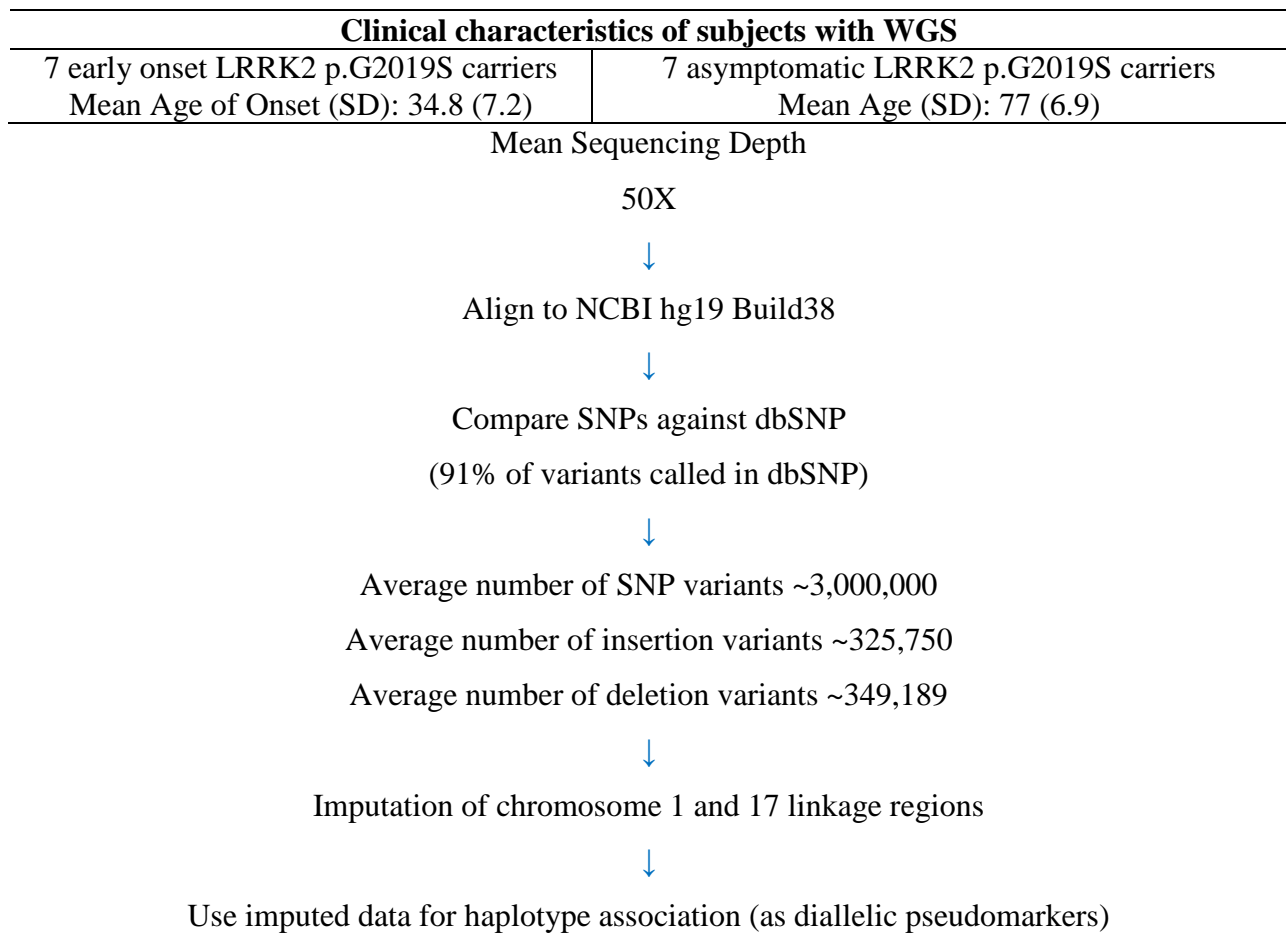 Clinical characteristics of subjects with WGS
7 early onset LRRK2 p.G2019S carriers
Mean Age of Onset (SD): 34.8 (7.2)
7 asymptomatic LRRK2 p.G2019S carriers
Mean Age (SD): 77 (6.9)
Mean Sequencing Depth
50X
↓
Align to NCBI hg19 Build38
↓
Compare SNPs against dbSNP
(91% of variants called in dbSNP)
↓
Average number of SNP variants ~3,000,000
Average number of insertion variants ~325,750
Average number of deletion variants ~349,189
↓
Imputation of chromosome 1 and 17 linkage regions
↓
Use imputed data for haplotype association (as diallelic pseudomarkers)